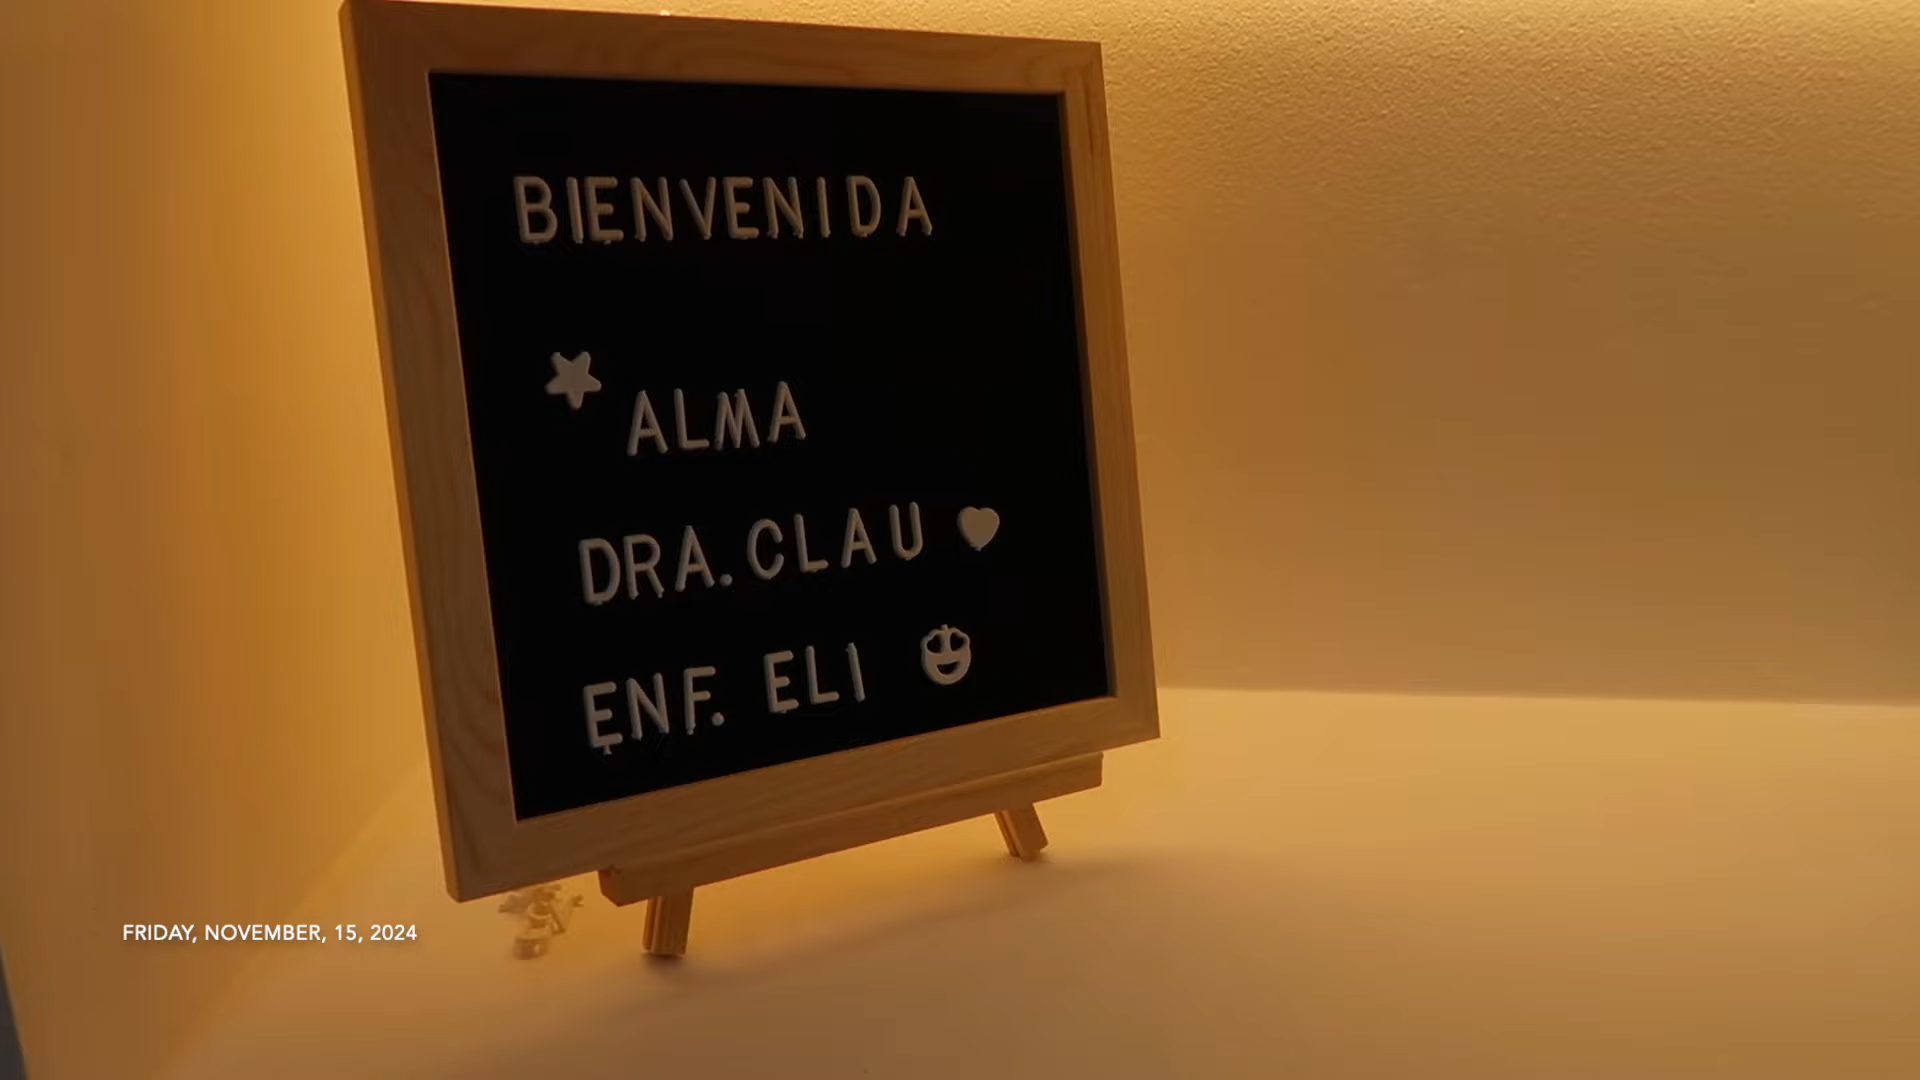 BIENVENIDA
ALMA
DRA. CLAU
ENF. ELI
FRIDAY, NOVEMBER, 15, 2024